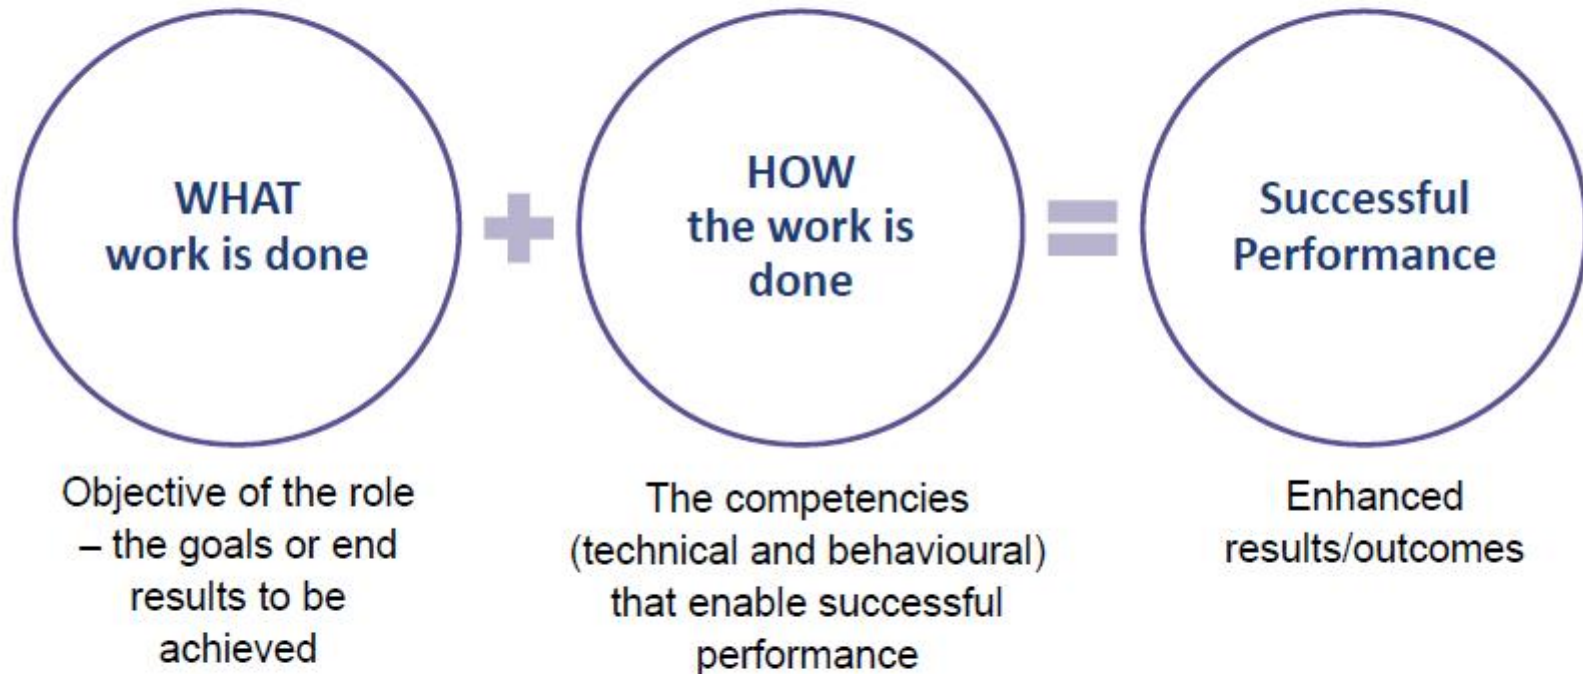 WHAT
work is done
HOW
the work is
done
Successful
Performance
Objective of the role
– the goals or end
results to be
achieved
The competencies
(technical and behavioural)
that enable successful
performance
Enhanced
results/outcomes